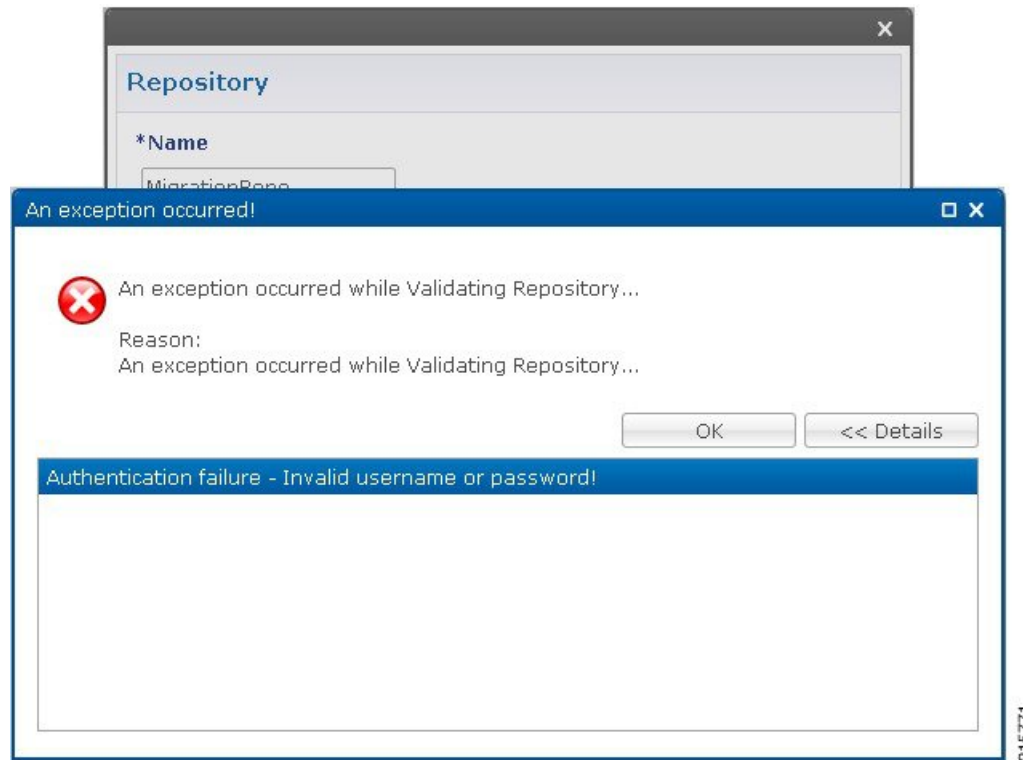 Repository
*Name
An exception occurred!
An exception occurred while Validating Repository...
Reason:
An exception occurred while Validating Repository...
OK
<< Details
Authentication failure - Invalid username or password!